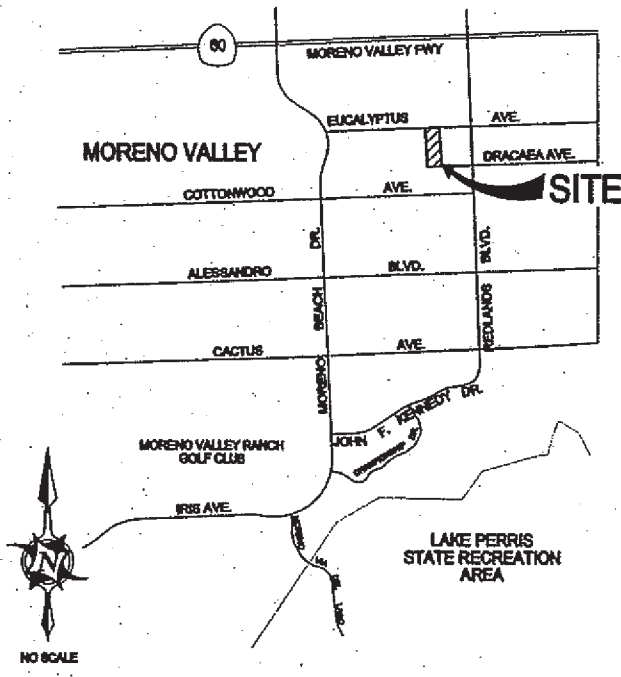 60
MORENO VALLEY FWY
EUCALYPTUS AVE.
MORENO VALLEY
DRACAEA AVE.
SITE
COTTONWOOD AVE.
MORENO BEACH DR.
REDLANDS BLVD.
ALESSANDRO BLVD.
CACTUS AVE.
JOHN F. KENNEDY DR.
MORENO VALLEY RANCH
GOLF CLUB
IRIS AVE.
LAKE PERRIS
STATE RECREATION
AREA
N
NO SCALE